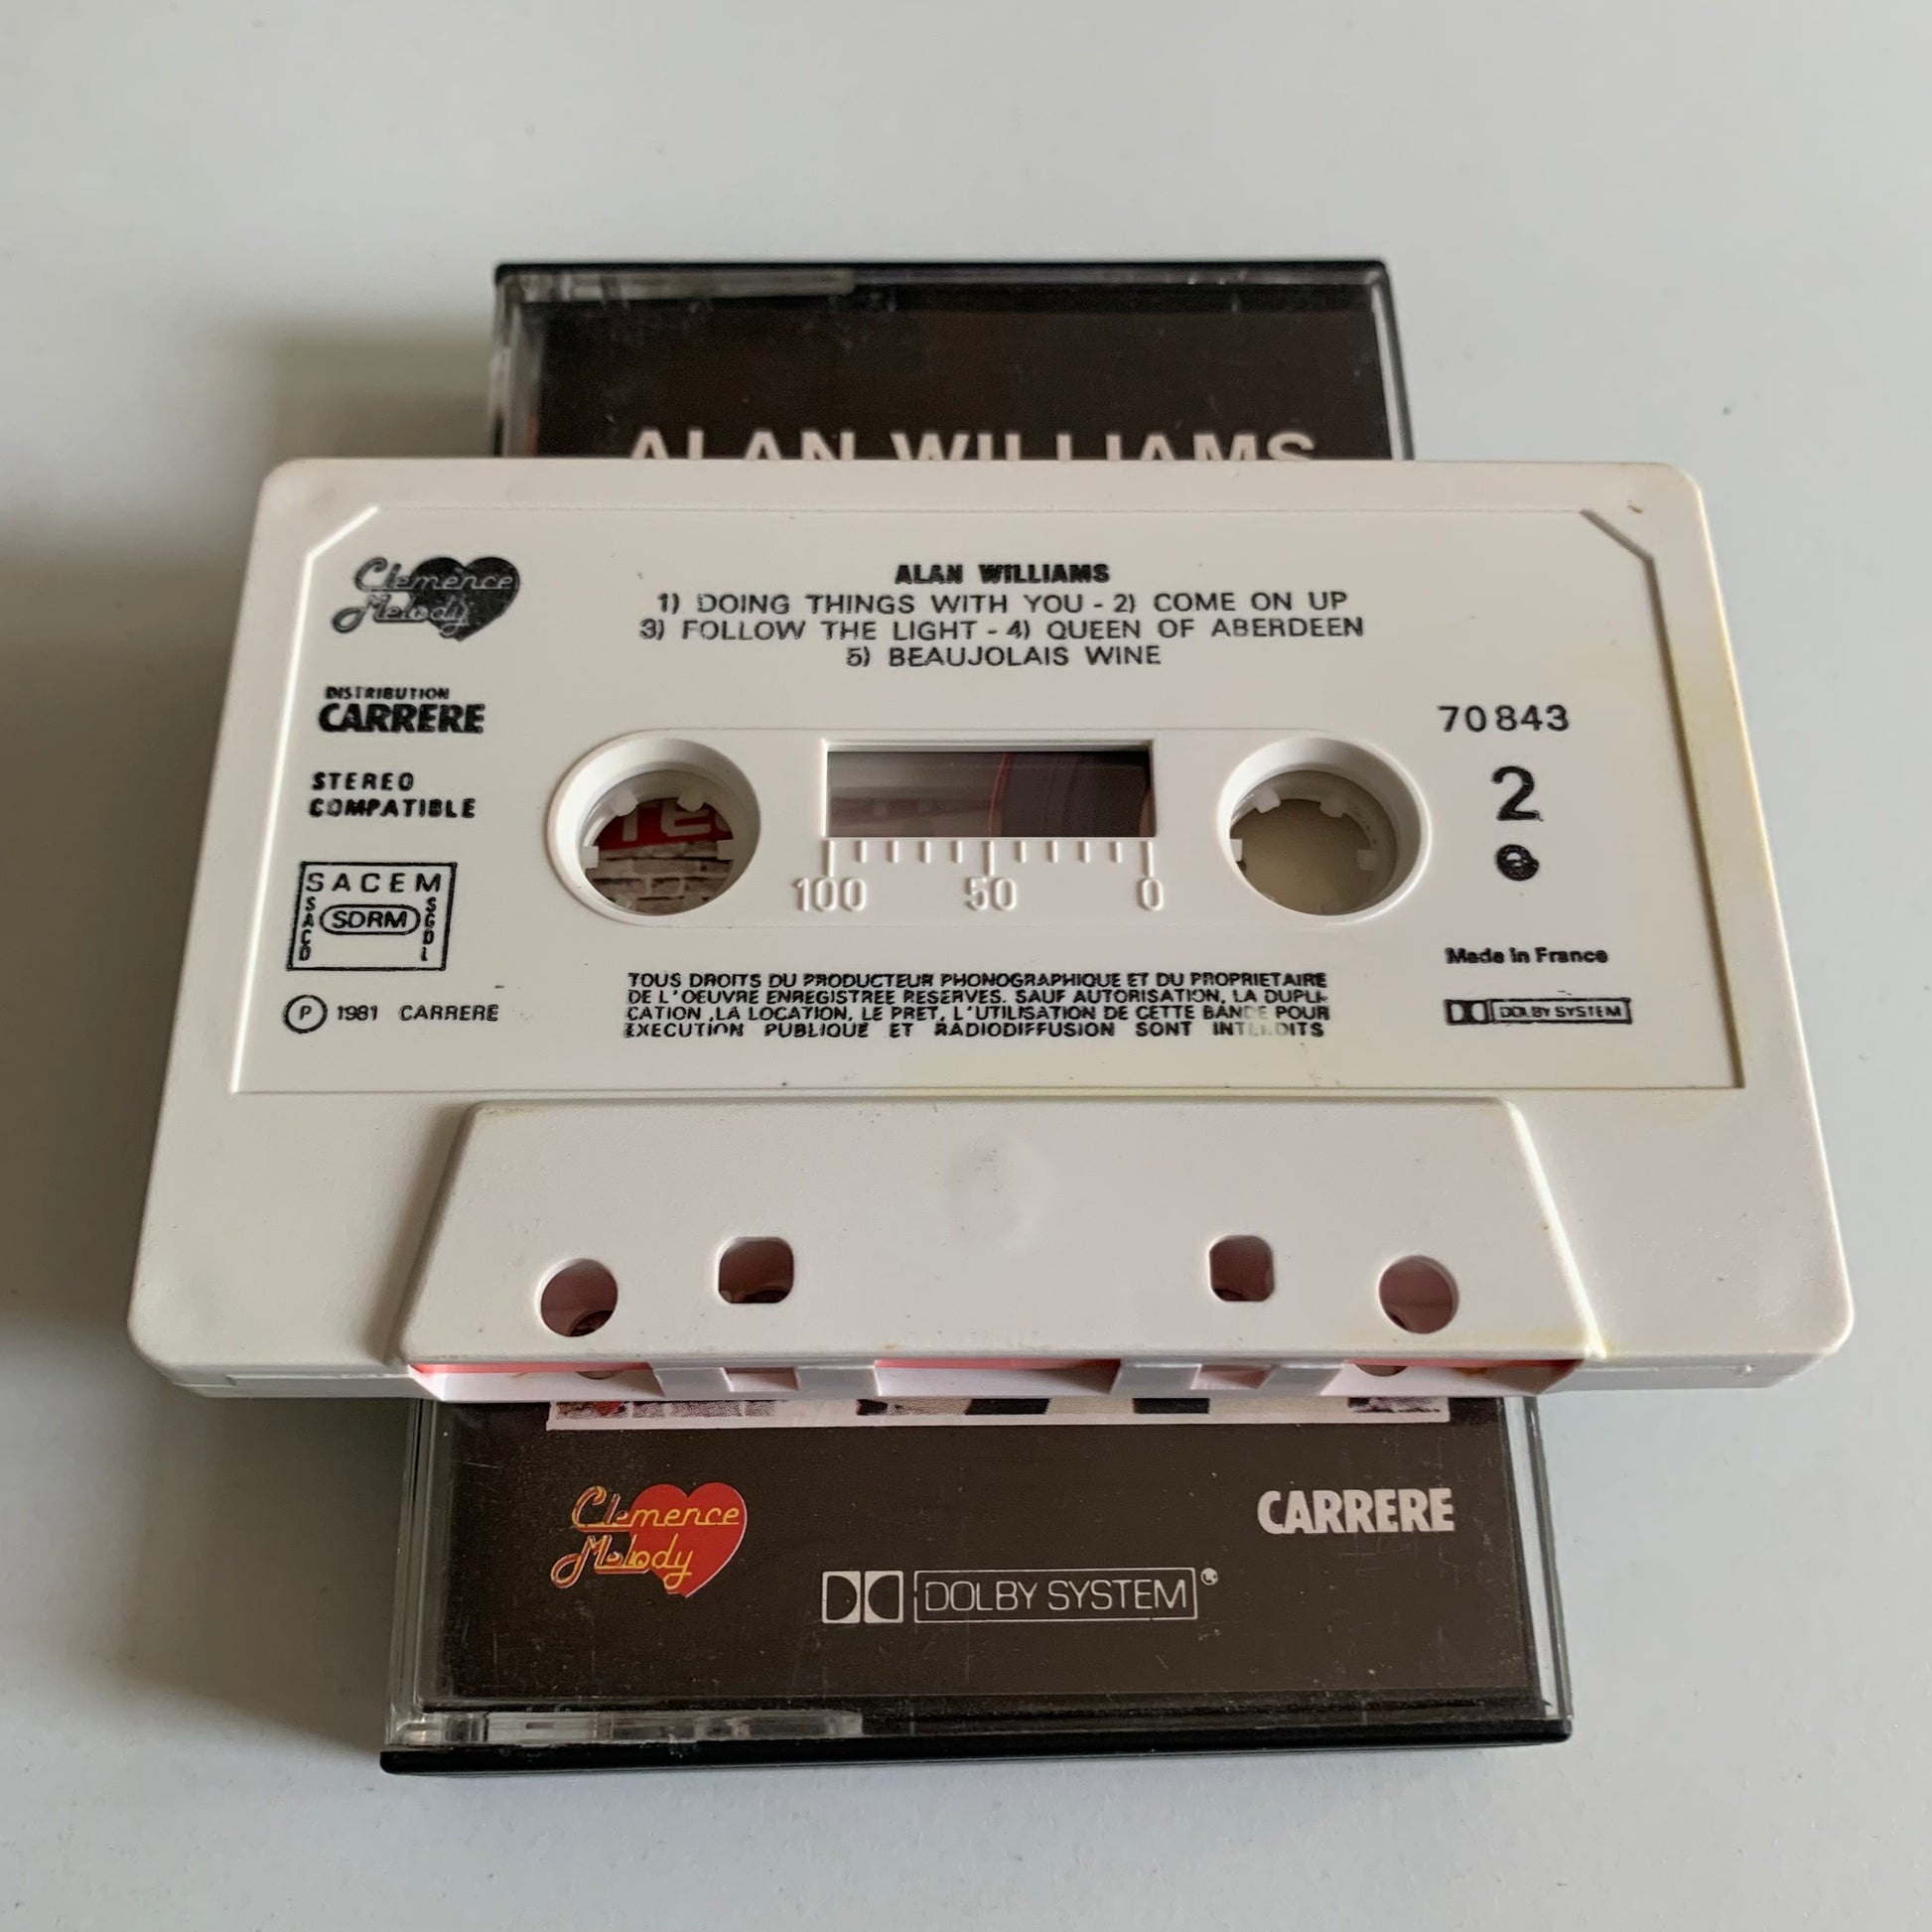 ALAN WILLIAMS
Clemence
Melody
ALAN WILLIAMS
1) DOING THINGS WITH YOU - 2) COME ON UP
3) FOLLOW THE LIGHT - 4) QUEEN OF ABERDEEN
5) BEAUJOLAIS WINE
DISTRIBUTION
CARRERE
STEREO
COMPATIBLE
70843
2
SACEM
SACD
SDRM
SGDL
100 50 0
Made in France
DOLBY SYSTEM
P 1981 CARRERE
TOUS DROITS DU PRODUCTEUR PHONOGRAPHIQUE ET DU PROPRIETAIRE
DE L'OEUVRE ENREGISTREE RESERVES. SAUF AUTORISATION, LA DUPLI-
CATION ,LA LOCATION, LE PRET, L'UTILISATION DE CETTE BANDE POUR
EXECUTION PUBLIQUE ET RADIODIFFUSION SONT INTERDITS
Clemence
Melody
CARRERE
DOLBY SYSTEM®